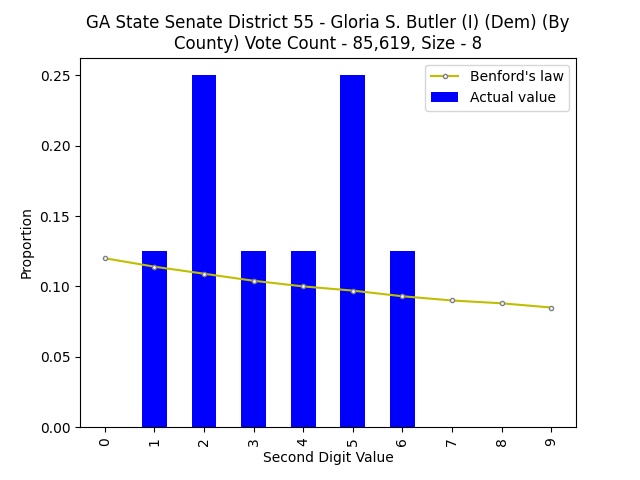 GA State Senate District 55 - Gloria S. Butler (I) (Dem) (By
County) Vote Count - 85,619, Size - 8
Benford's law
Actual value
0.25
0.20
0.15
0.10
0.05
0.00
Proportion
0 1 2 3 4 5 6 7 8 9
Second Digit Value